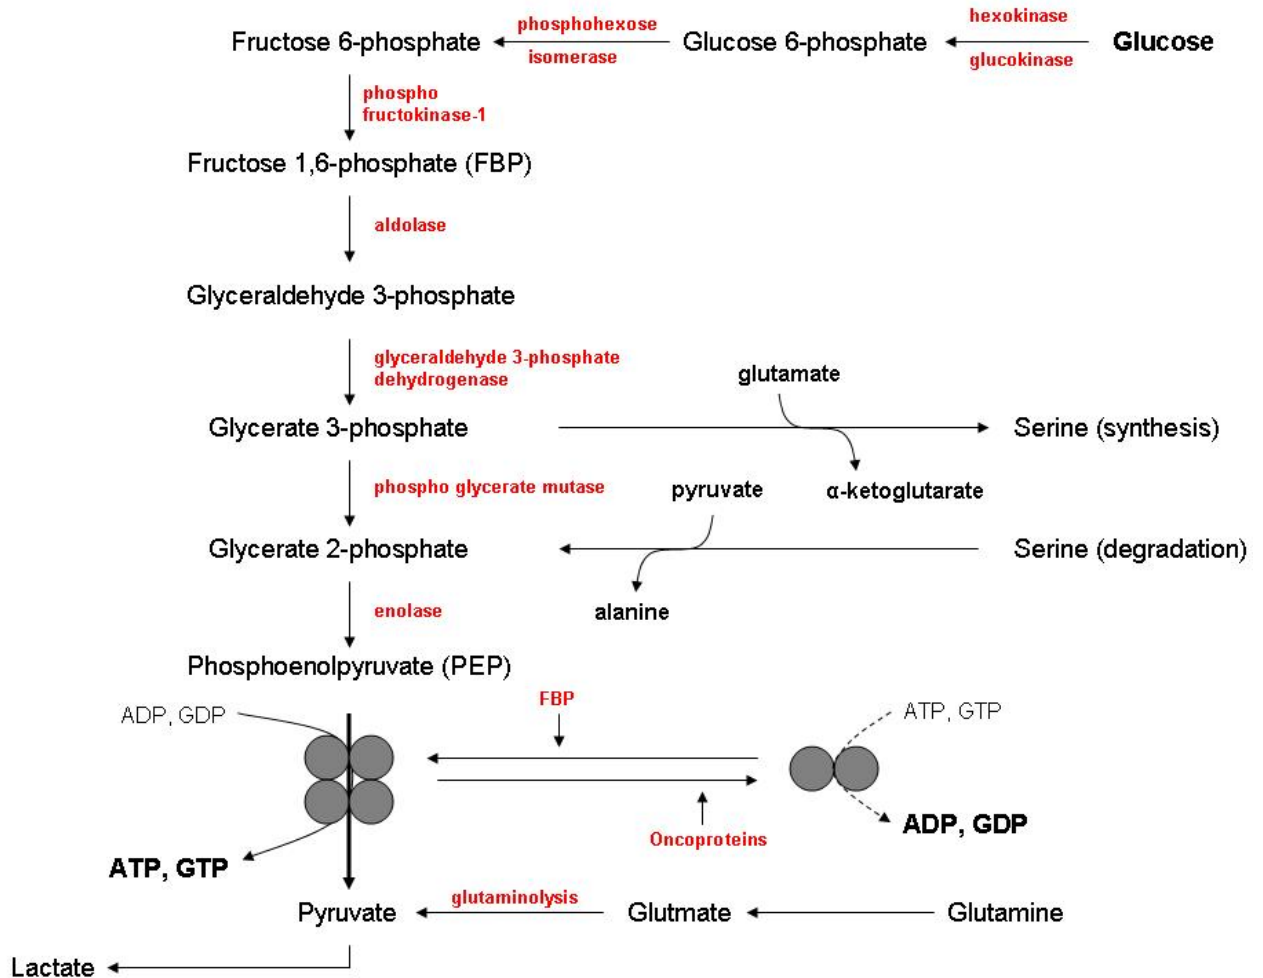 hexokinase
phosphohexose
Fructose 6-phosphate
Glucose 6-phosphate
Glucose
isomerase
glucokinase
phospho
fructokinase-1
Fructose 1,6-phosphate (FBP)
aldolase
Glyceraldehyde 3-phosphate
glyceraldehyde 3-phosphate
dehydrogenase
glutamate
Glycerate 3-phosphate
Serine (synthesis)
phospho glycerate mutase
pyruvate
α-ketoglutarate
Glycerate 2-phosphate
Serine (degradation)
enolase
alanine
Phosphoenolpyruvate (PEP)
FBP
ADP, GDP
ATP, GTP
Oncoproteins
ADP, GDP
ATP, GTP
glutaminolysis
Pyruvate
Glutmate
Glutamine
Lactate